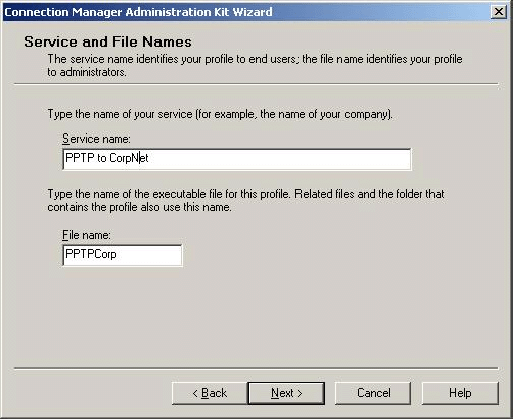 Connection Manager Administration Kit Wizard
Service and File Names
The service name identifies your profile to end users; the file name identifies your profile
to administrators.
Type the name of your service (for example, the name of your company).
Service name:
PPTP to CorpNet
Type the name of the executable file for this profile. Related files and the folder that
contains the profile also use this name.
File name:
PPTPCorp
< Back Next > Cancel Help